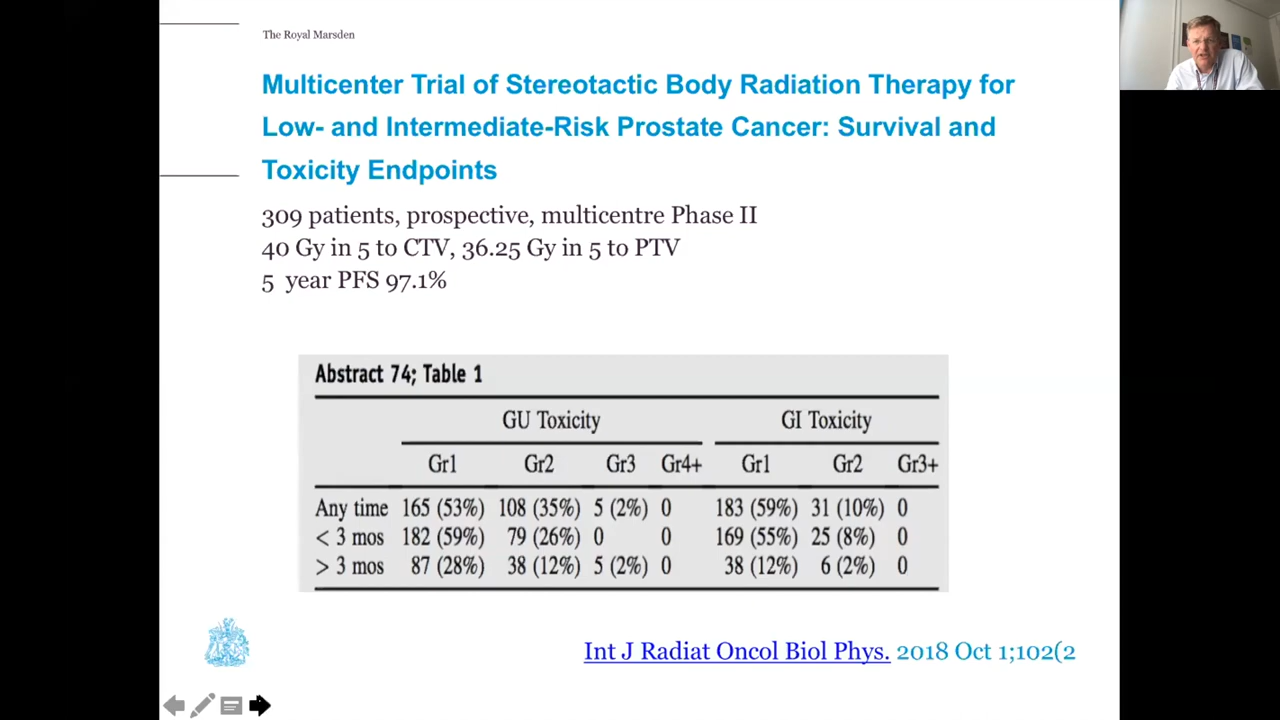 The Royal Marsden
Multicenter Trial of Stereotactic Body Radiation Therapy for
Low- and Intermediate-Risk Prostate Cancer: Survival and
Toxicity Endpoints
309 patients, prospective, multicentre Phase II
40 Gy in 5 to CTV, 36.25 Gy in 5 to PTV
5 year PFS 97.1%
Abstract 74; Table 1
GU Toxicity GI Toxicity
Gr1 Gr2 Gr3 Gr4+ Gr1 Gr2 Gr3+
Any time 165 (53%) 108 (35%) 5 (2%) 0 183 (59%) 31 (10%) 0
< 3 mos 182 (59%) 79 (26%) 0 0 169 (55%) 25 (8%) 0
> 3 mos 87 (28%) 38 (12%) 5 (2%) 0 38 (12%) 6 (2%) 0
Int J Radiat Oncol Biol Phys. 2018 Oct 1;102(2